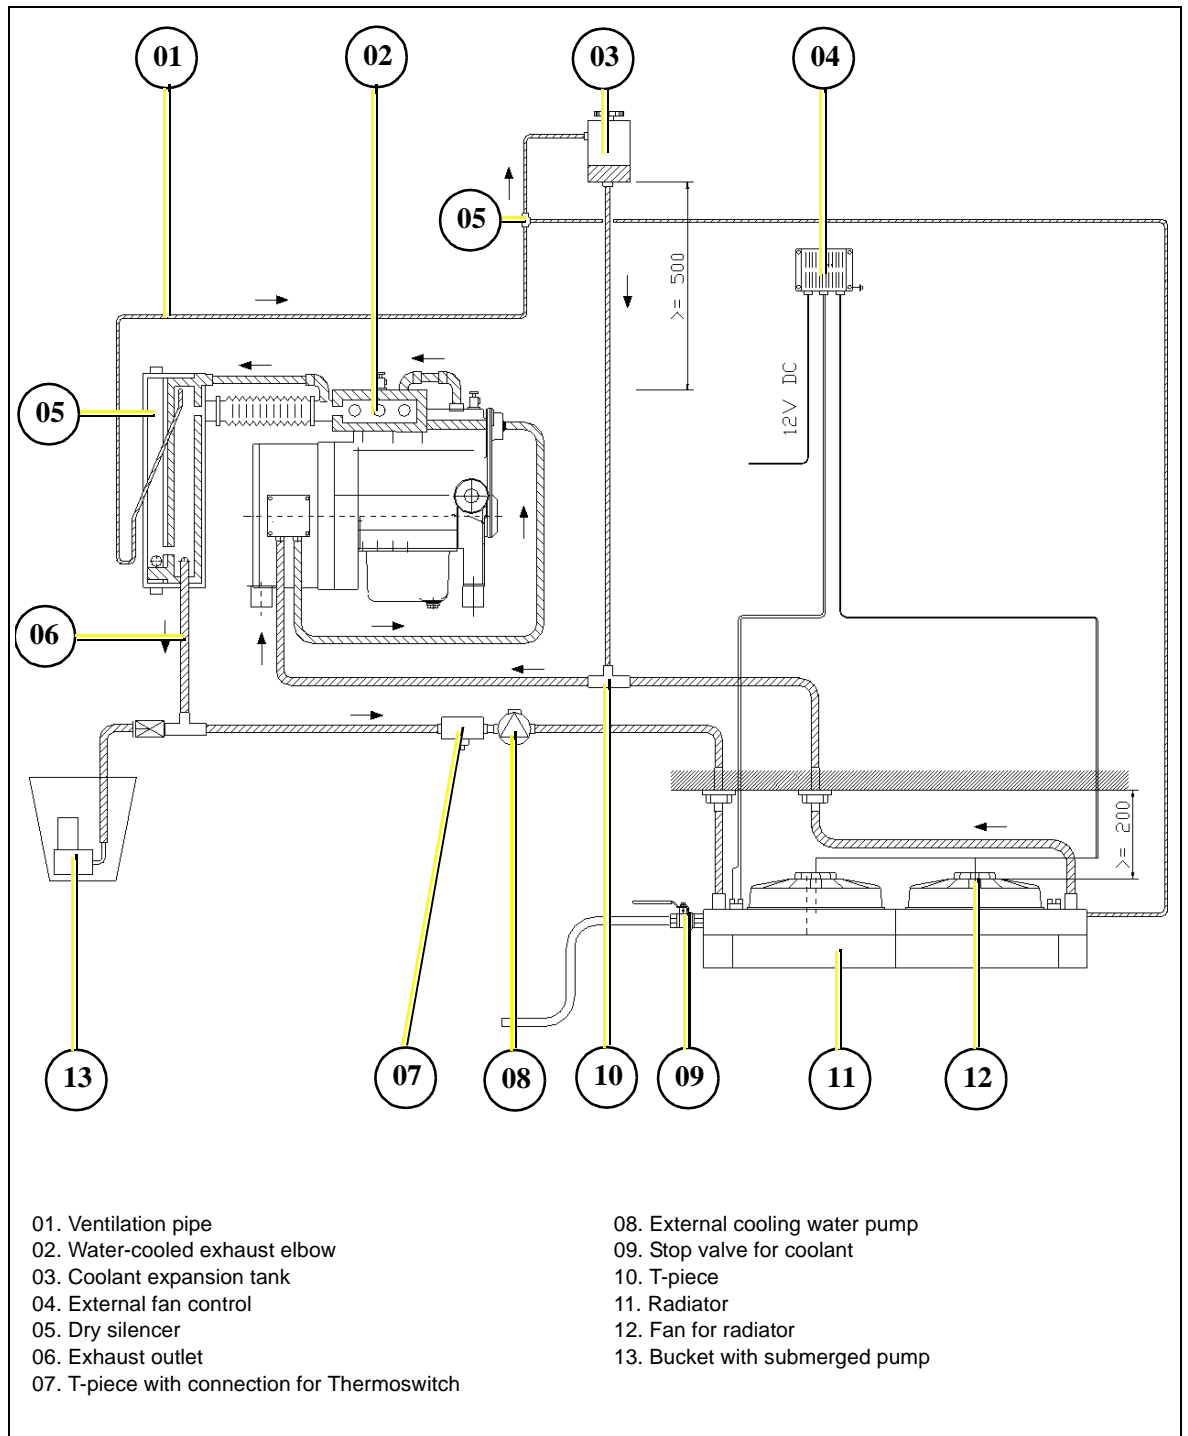 01
02
03
04
05
>= 500
12V DC
05
06
>= 200
13
07
08
10
09
11
12
01. Ventilation pipe
02. Water-cooled exhaust elbow
03. Coolant expansion tank
04. External fan control
05. Dry silencer
06. Exhaust outlet
07. T-piece with connection for Thermoswitch
08. External cooling water pump
09. Stop valve for coolant
10. T-piece
11. Radiator
12. Fan for radiator
13. Bucket with submerged pump